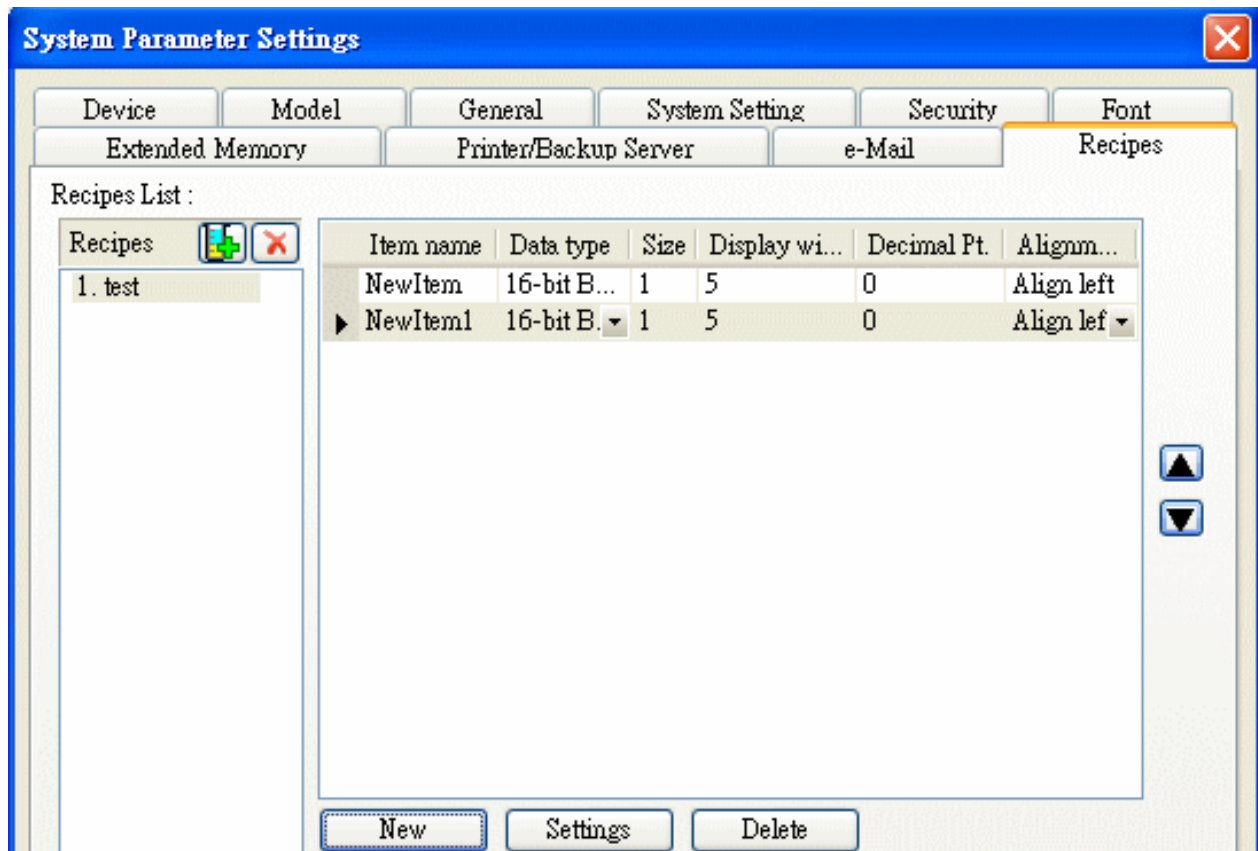 System Parameter Settings
Device Model General System Setting Security Font
Extended Memory Printer/Backup Server e-Mail Recipes
Recipes List :
Recipes
Item name Data type Size Display wi... Decimal Pt. Alignm...
1. test
NewItem 16-bit B... 1 5 0 Align left
NewItem1 16-bit B. 1 5 0 Align lef
New Settings Delete